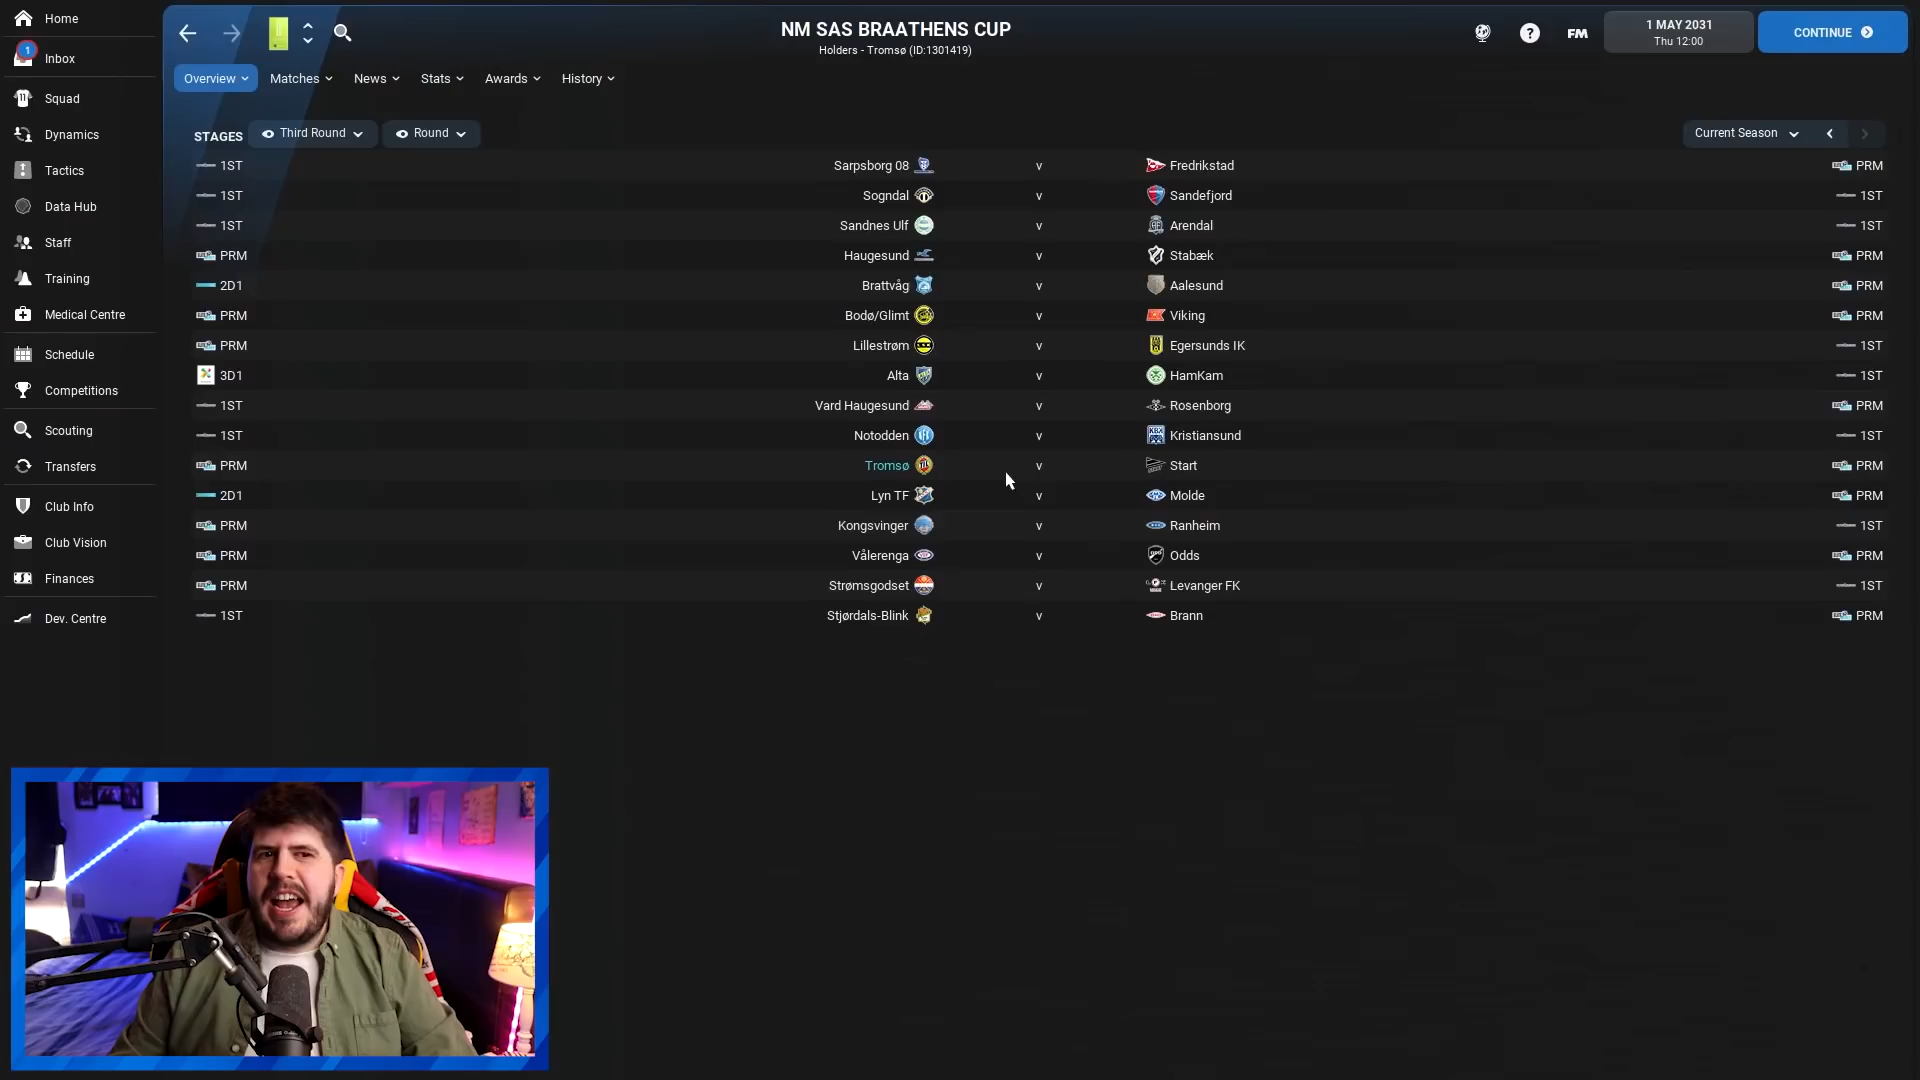 Home
Inbox
1
Squad
Dynamics
Tactics
Data Hub
Staff
Training
Medical Centre
Schedule
Competitions
Scouting
Transfers
Club Info
Club Vision
Finances
Dev. Centre
NM SAS BRAATHENS CUP
Holders - Tromsø (ID:1301419)
? FM
1 MAY 2031
Thu 12:00
CONTINUE
Overview Matches News Stats Awards History
STAGES Third Round Round Current Season
1ST Sarpsborg 08 v Fredrikstad PRM
1ST Sogndal v Sandefjord 1ST
1ST Sandnes Ulf v Arendal 1ST
PRM Haugesund v Stabæk PRM
2D1 Brattvåg v Aalesund PRM
PRM Bodø/Glimt v Viking PRM
PRM Lillestrøm v Egersunds IK 1ST
3D1 Alta v HamKam 1ST
1ST Vard Haugesund v Rosenborg PRM
1ST Notodden v Kristiansund 1ST
PRM Tromsø v Start PRM
2D1 Lyn TF v Molde PRM
PRM Kongsvinger v Ranheim 1ST
PRM Vålerenga v Odds PRM
PRM Strømsgodset v Levanger FK 1ST
1ST Stjørdals-Blink v Brann PRM